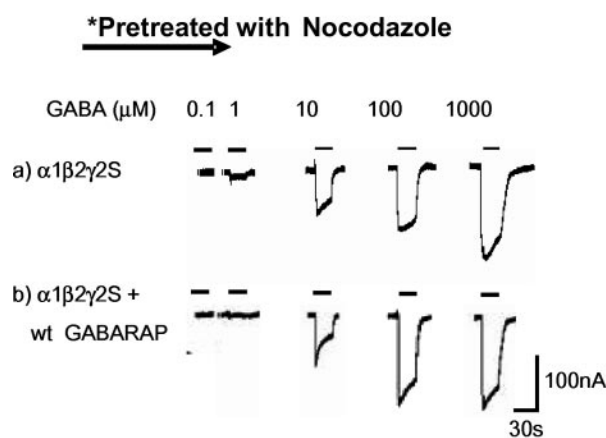 *Pretreated with Nocodazole
GABA (µM) 0.1 1 10 100 1000
a) α1β2γ2S
b) α1β2γ2S +
wt GABARAP
100nA
30s